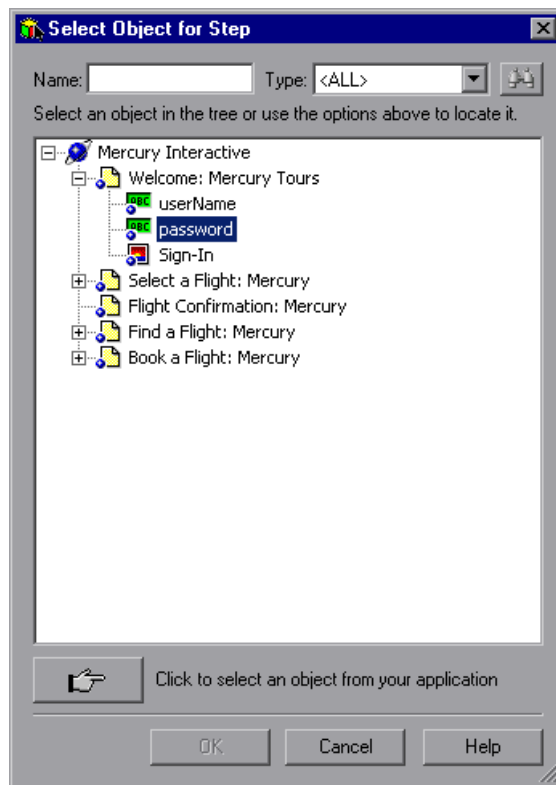 Select Object for Step
Name: Type: <ALL>
Select an object in the tree or use the options above to locate it.
Mercury Interactive
Welcome: Mercury Tours
ABC userName
ABC password
Sign-In
Select a Flight: Mercury
Flight Confirmation: Mercury
Find a Flight: Mercury
Book a Flight: Mercury
Click to select an object from your application
OK Cancel Help